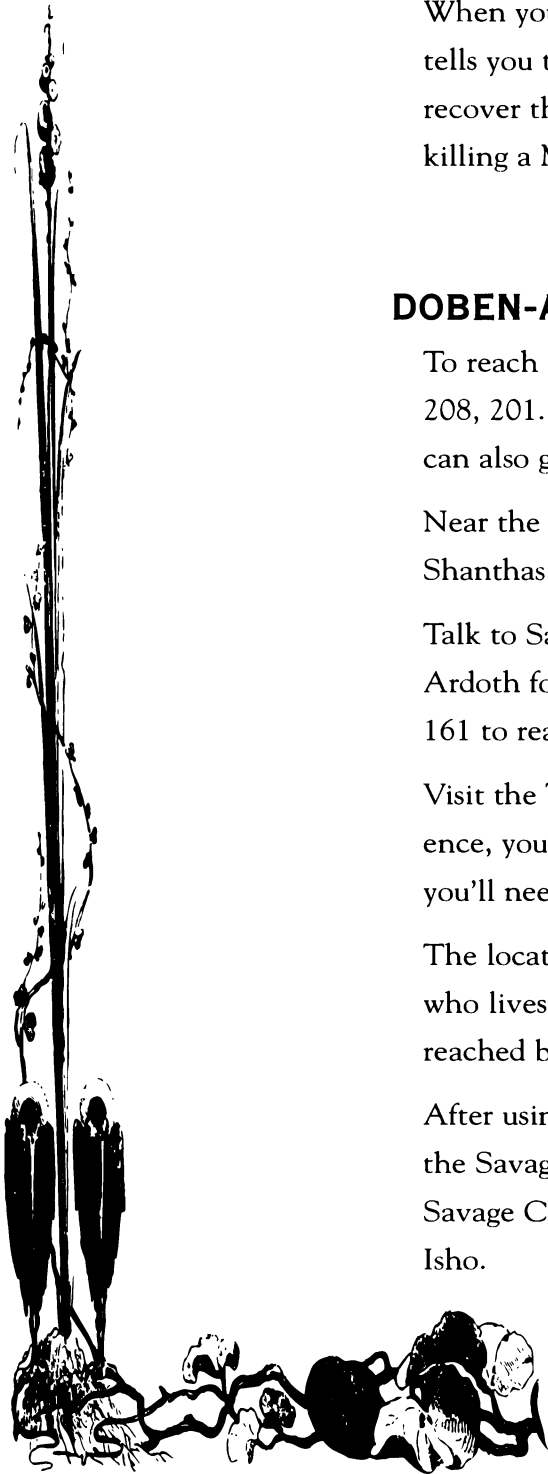 When you
tells you t
recover th
killing a M
DOBEN-A
To reach
208, 201.
can also g
Near the
Shanthas
Talk to Sa
Ardoth fo
161 to rea
Visit the T
ence, you
you'll nee
The locat
who lives
reached b
After usin
the Savag
Savage C
Isho.